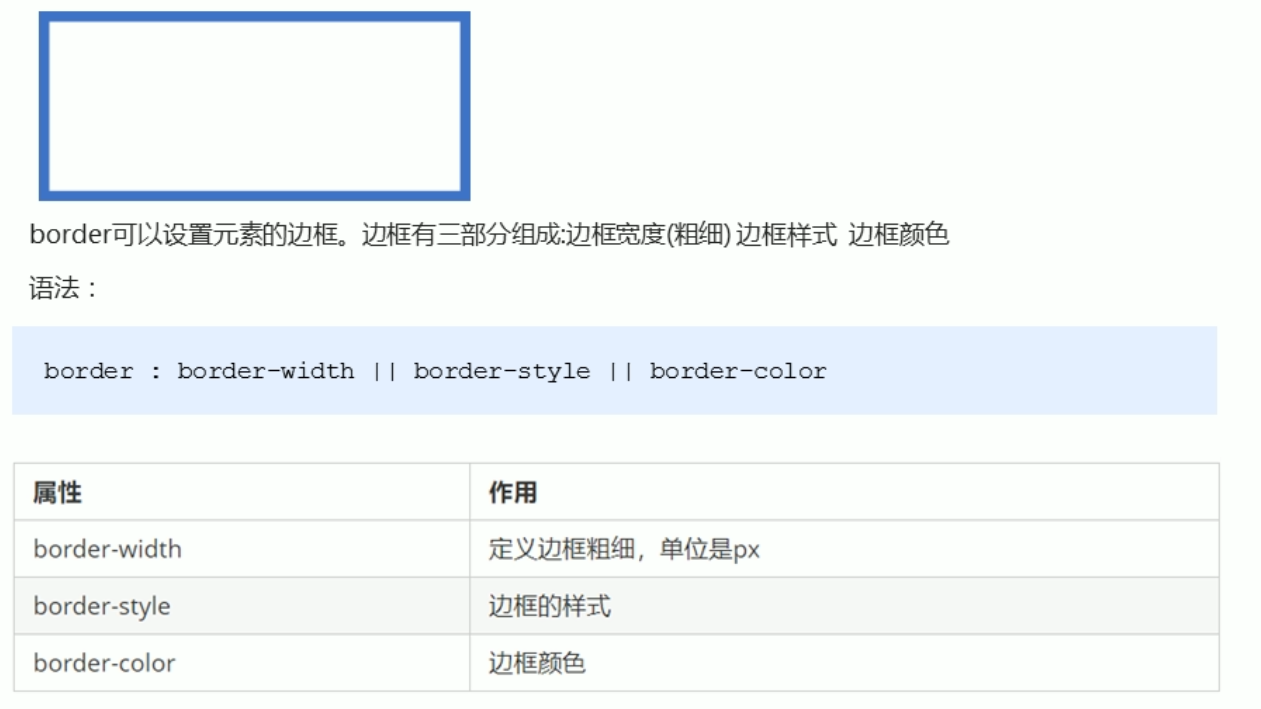 border可以设置元素的边框。边框有三部分组成:边框宽度(粗细) 边框样式 边框颜色
语法：
border : border-width || border-style || border-color
属性 作用
border-width 定义边框粗细，单位是px
border-style 边框的样式
border-color 边框颜色